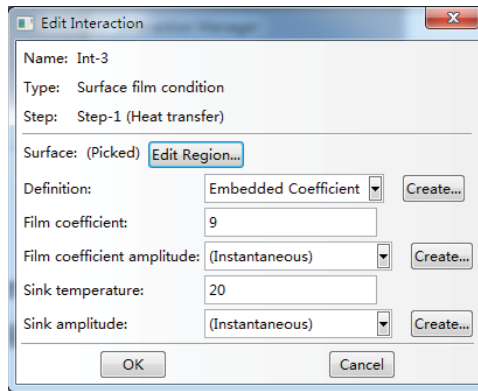 Edit Interaction
Name: Int-3
Type: Surface film condition
Step: Step-1 (Heat transfer)
Surface: (Picked) Edit Region...
Definition: Embedded Coefficient Create...
Film coefficient: 9
Film coefficient amplitude: (Instantaneous) Create...
Sink temperature: 20
Sink amplitude: (Instantaneous) Create...
OK Cancel